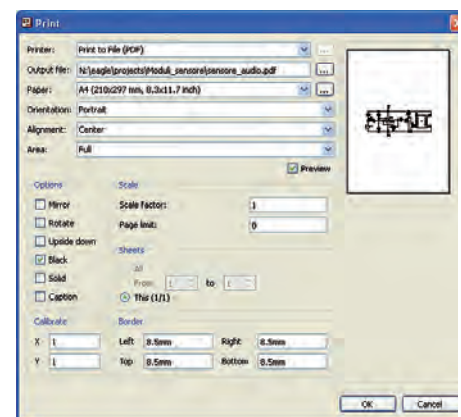 Print
Printer: Print to File (PDF) ...
Output file: N:\eagle\projects\Moduli_sensore\sensore_audio.pdf ...
Paper: A4 (210x297 mm, 8.3x11.7 inch) ...
Orientation: Portrait
Alignment: Center
Area: Full
Preview
Options Scale
Mirror Scale factor: 1
Rotate Page limit: 0
Upside down
Black Sheets
All
Solid From 1 to 1
Caption This (1/1)
Calibrate Border
X 1 Left 8.5mm Right 8.5mm
Y 1 Top 8.5mm Bottom 8.5mm
OK Cancel